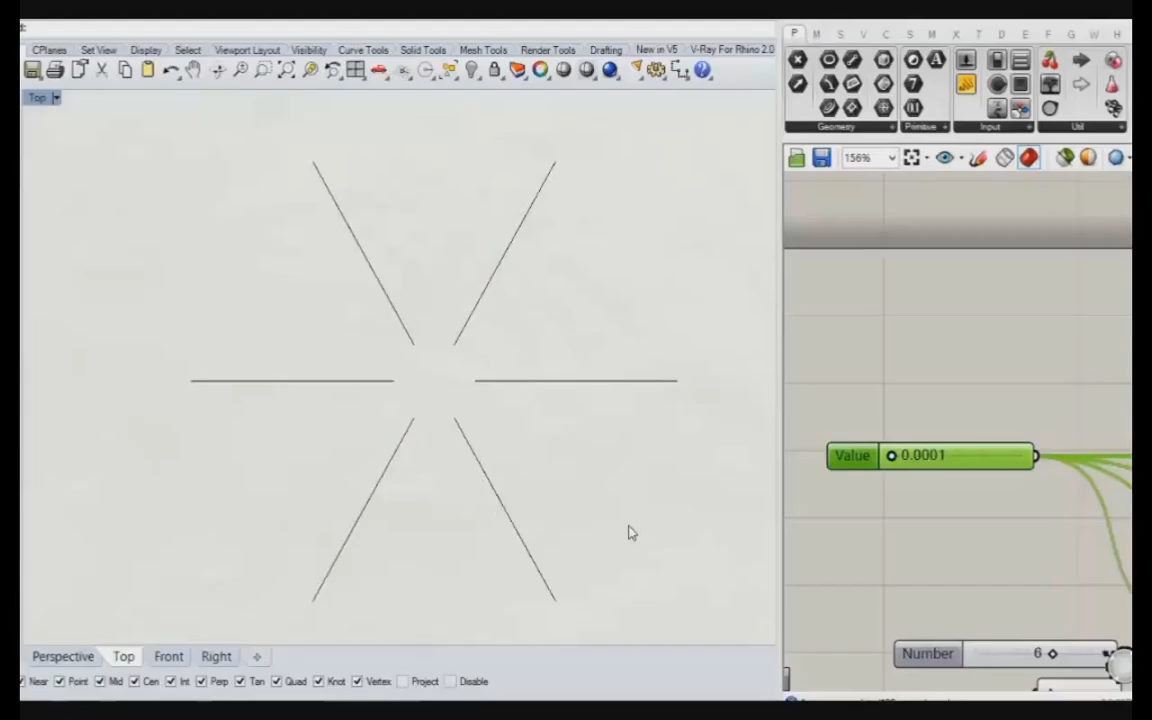 CPlanes Set View Display Select Viewport Layout Visibility Curve Tools Solid Tools Mesh Tools Render Tools Drafting New in V5 V-Ray For Rhino 2.0
P M S V C S M X T D E F G W H
Top
Geometry Primitive Input Util
156%
Value 0.0001
Number 6
Perspective Top Front Right
Near Point Mid Cen Int Perp Tan Quad Knot Vertex Project Disable